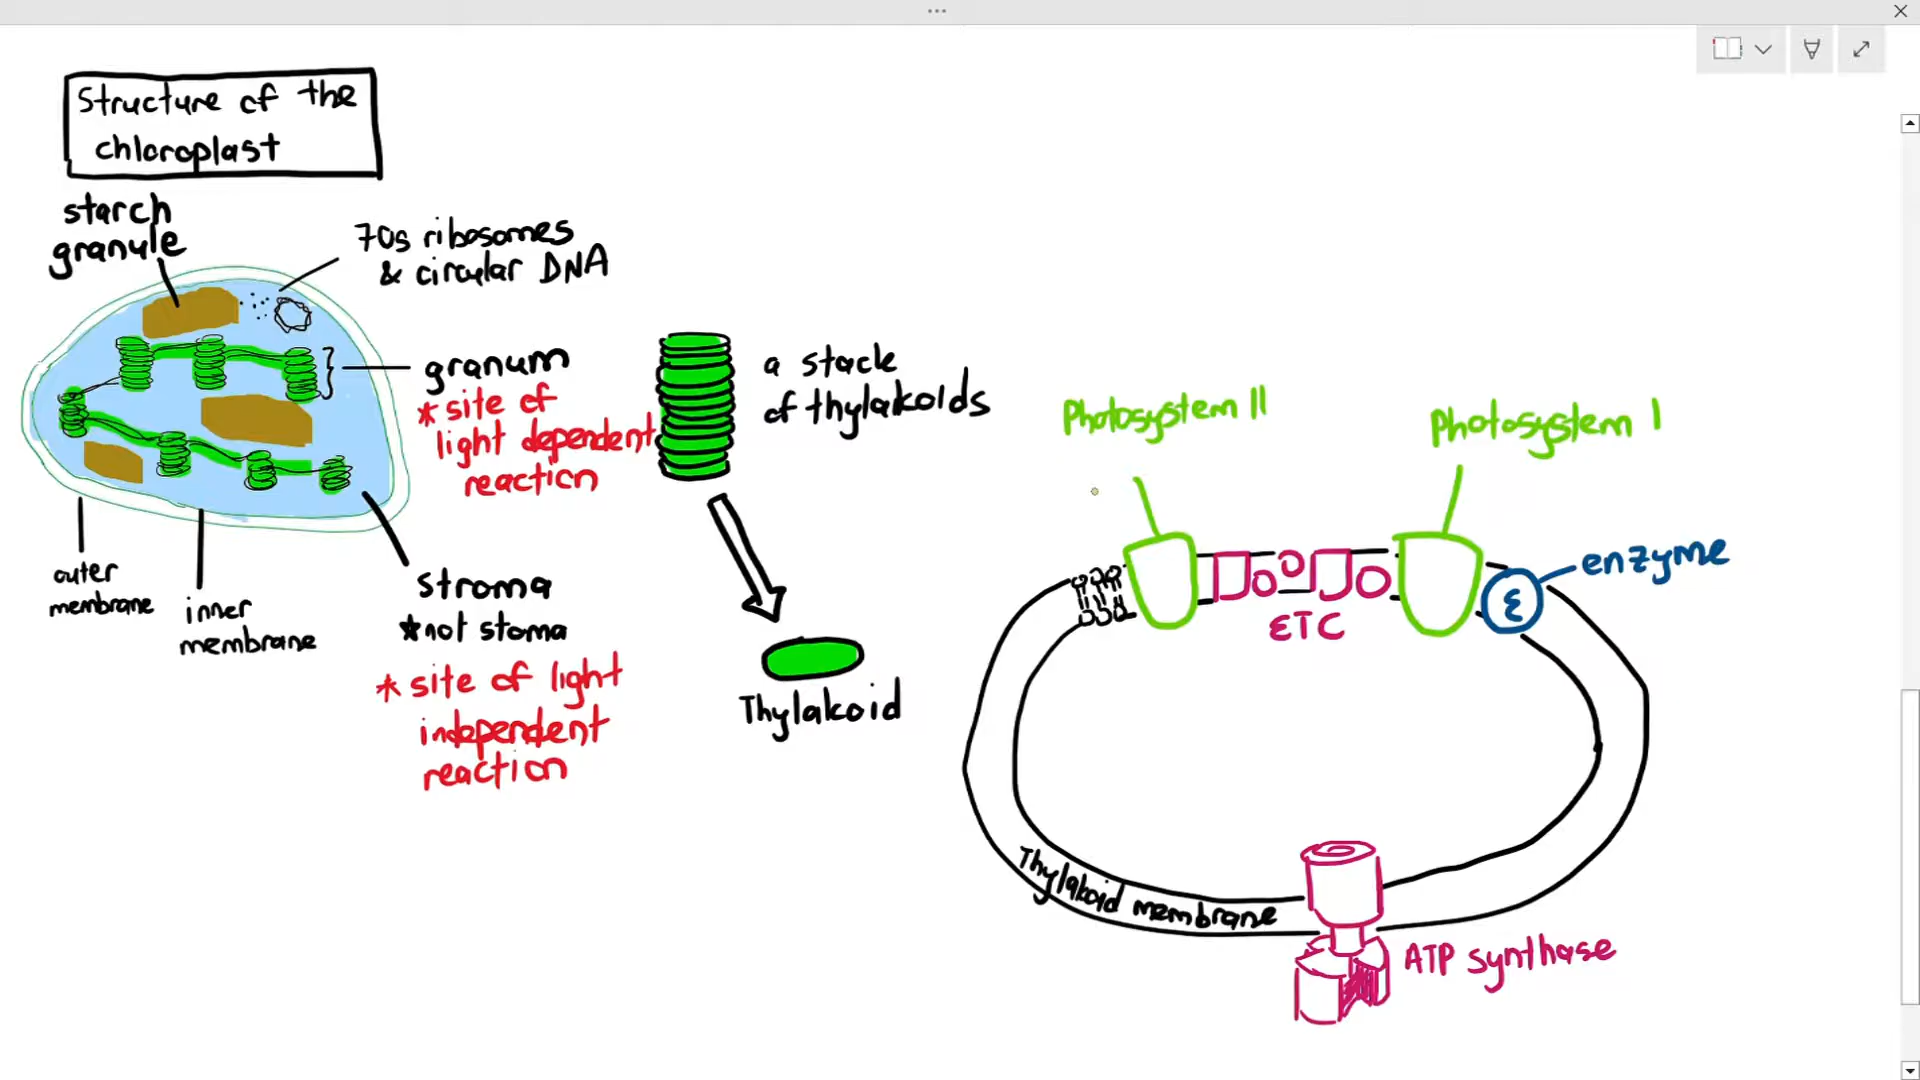 Structure of the
chloroplast
starch
granule
70s ribosomes
& circular DNA
granum
* site of
light dependent
reaction
a stack
of thylakoids
Photosystem II
Photosystem I
enzyme
ETC
ε
outer
membrane
inner
membrane
stroma
* not stoma
* site of light
independent
reaction
Thylakoid
Thylakoid membrane
ATP synthase